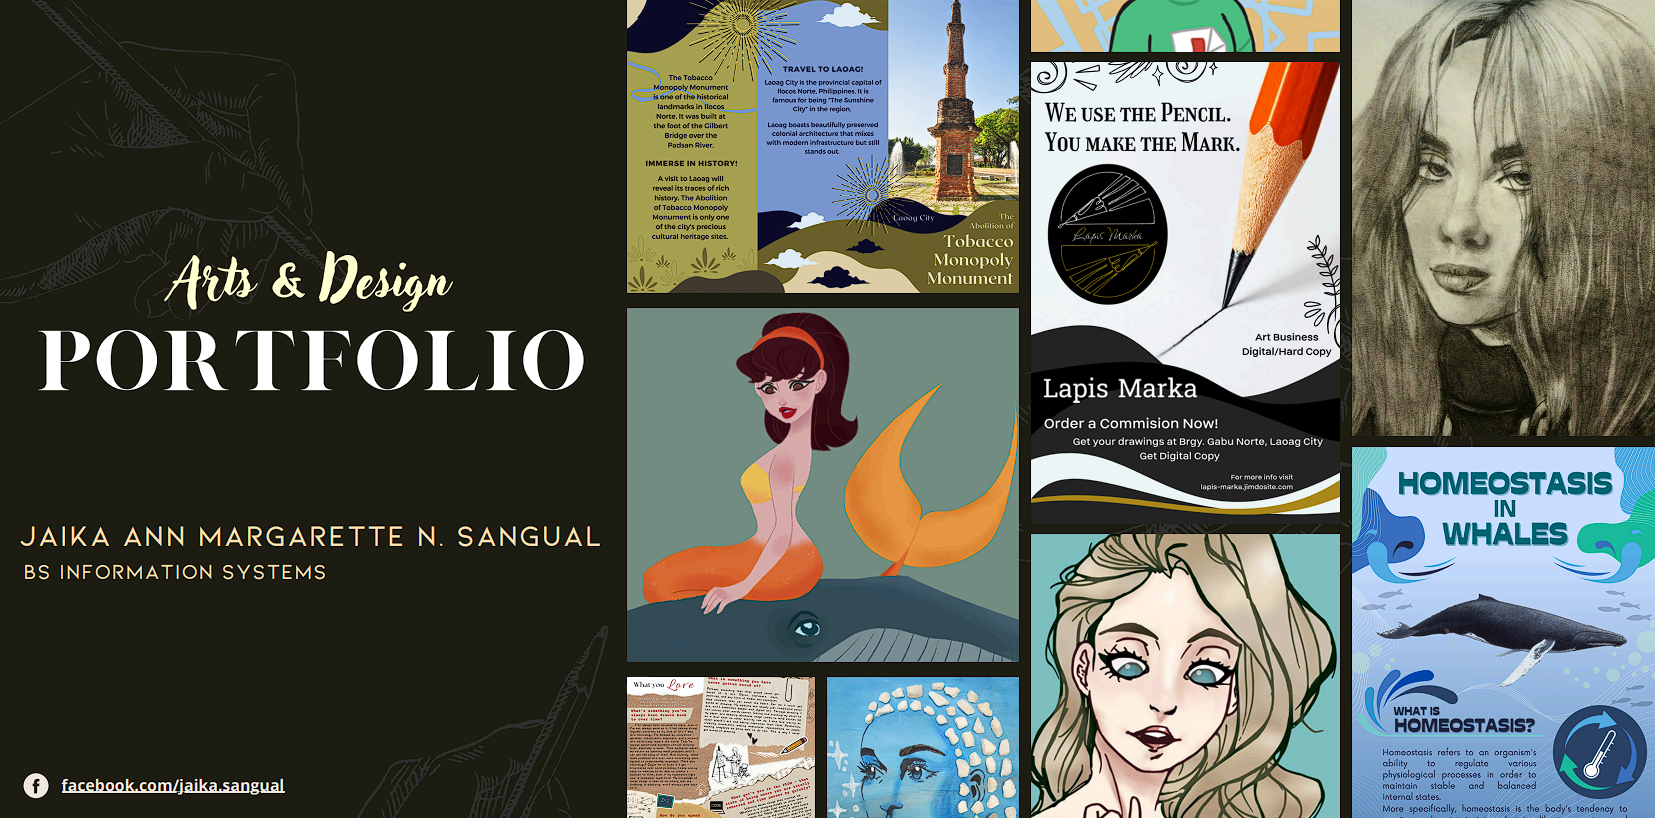 Arts & Design
PORTFOLIO
JAIKA ANN MARGARETTE N. SANGUAL
BS INFORMATION SYSTEMS
facebook.com/jaika.sangual
The Tobacco
Monopoly Monument
is one of the historical
landmarks in Ilocos
Norte. It was built at
the foot of the Gilbert
Bridge over the
Padsan River.
IMMERSE IN HISTORY!
A visit to Laoag will
reveal its traces of rich
history. The Abolition
of Tobacco Monopoly
Monument is only one
of the city's precious
cultural heritage sites.
TRAVEL TO LAOAG!
Laoag City is the provincial capital of
Ilocos Norte, Philippines. It is
famous for being "The Sunshine
City" in the region.
Laoag boasts beautifully preserved
colonial architecture that mixes
with modern infrastructure but still
stands out.
Laoag City
The
Abolition of
Tobacco
Monopoly
Monument
What you Love
WE USE THE PENCIL.
YOU MAKE THE MARK.
Lapis Marka
Art Business
Digital/Hard Copy
Lapis Marka
Order a Commision Now!
Get your drawings at Brgy. Gabu Norte, Laoag City
Get Digital Copy
For more info visit
lapis-marka.jimdosite.com
HOMEOSTASIS
IN
WHALES
WHAT IS
HOMEOSTASIS?
Homeostasis refers to an organism's
ability to regulate various
physiological processes in order to
maintain stable and balanced
internal states.
More specifically, homeostasis is the body's tendency to